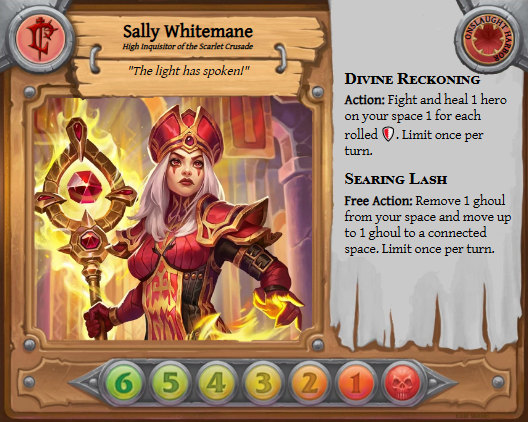 Sally Whitemane
High Inquisitor of the Scarlet Crusade
"The light has spoken!"
ONSLAUGHT HARBOR
DIVINE RECKONING
Action: Fight and heal 1 hero
on your space 1 for each
rolled . Limit once per
turn.
SEARING LASH
Free Action: Remove 1 ghoul
from your space and move up
to 1 ghoul to a connected
space. Limit once per turn.
6 5 4 3 2 1